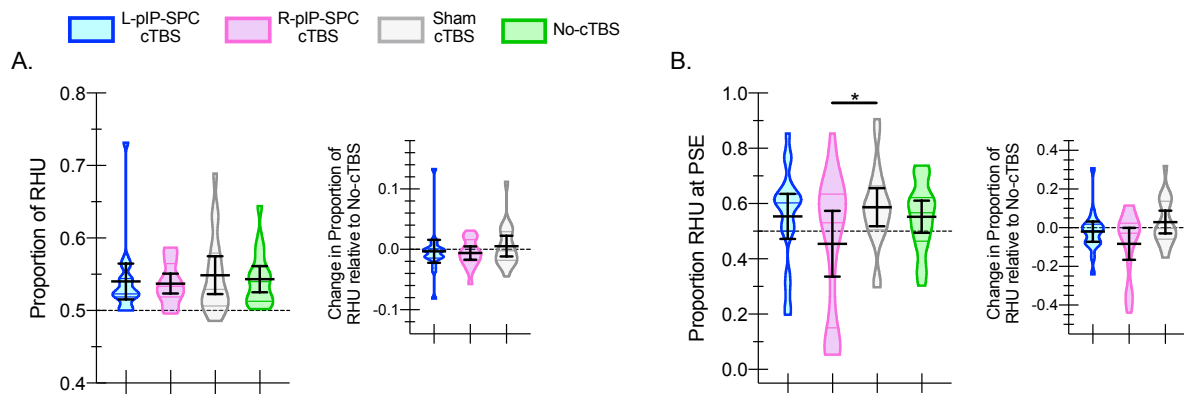 L-pIP-SPC
cTBS
R-pIP-SPC
cTBS
Sham
cTBS
No-cTBS
A.
Proportion of RHU
0.8
0.7
0.6
0.5
0.4
Change in Proportion of
RHU relative to No-cTBS
0.1
0.0
-0.1
B.
Proportion RHU at PSE
1.0
0.8
0.6
0.4
0.2
0.0
*
Change in Proportion of
RHU relative to No-cTBS
0.4
0.2
0.0
-0.2
-0.4